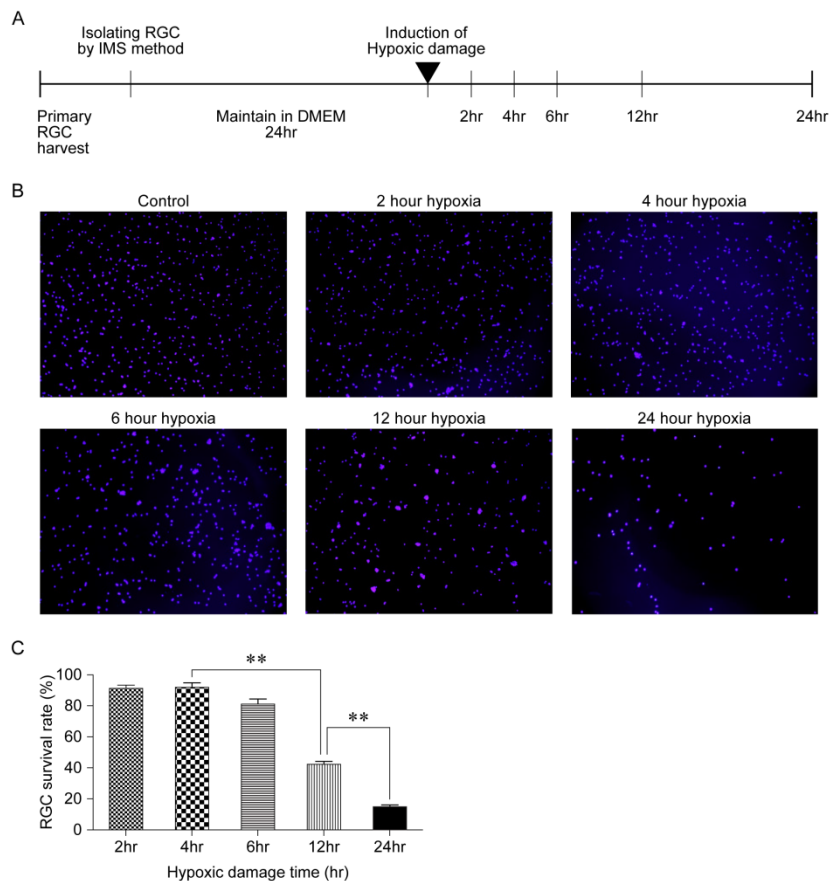 A
Isolating RGC
by IMS method
Induction of
Hypoxic damage
Primary
RGC
harvest
Maintain in DMEM
24hr
2hr
4hr
6hr
12hr
24hr
B
Control
2 hour hypoxia
4 hour hypoxia
6 hour hypoxia
12 hour hypoxia
24 hour hypoxia
C
RGC survival rate (%)
100
80
60
40
20
0
**
**
2hr
4hr
6hr
12hr
24hr
Hypoxic damage time (hr)